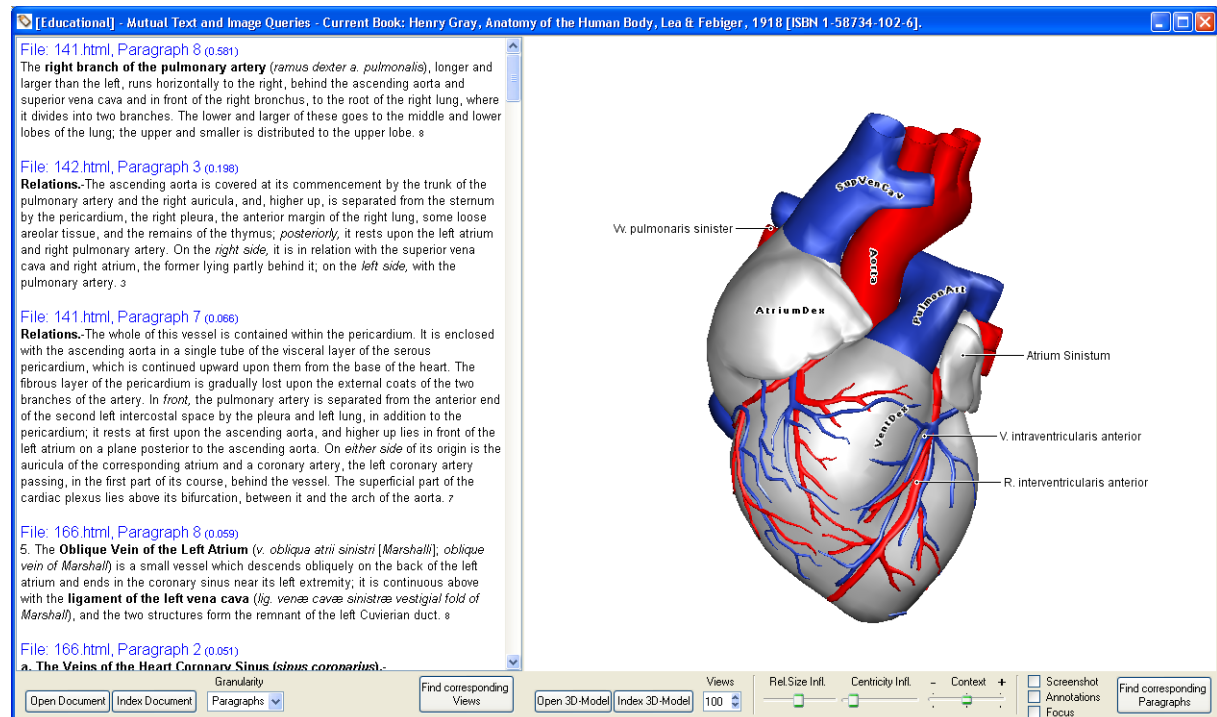 [Educational] - Mutual Text and Image Queries - Current Book: Henry Gray, Anatomy of the Human Body, Lea & Febiger, 1918 [ISBN 1-58734-102-6].
File: 141.html, Paragraph 8 (0.581)
The right branch of the pulmonary artery (ramus dexter a. pulmonalis), longer and
larger than the left, runs horizontally to the right, behind the ascending aorta and
superior vena cava and in front of the right bronchus, to the root of the right lung, where
it divides into two branches. The lower and larger of these goes to the middle and lower
lobes of the lung; the upper and smaller is distributed to the upper lobe. 8
File: 142.html, Paragraph 3 (0.198)
Relations.-The ascending aorta is covered at its commencement by the trunk of the
pulmonary artery and the right auricula, and, higher up, is separated from the sternum
by the pericardium, the right pleura, the anterior margin of the right lung, some loose
areolar tissue, and the remains of the thymus; posteriorly, it rests upon the left atrium
and right pulmonary artery. On the right side, it is in relation with the superior vena
cava and right atrium, the former lying partly behind it; on the left side, with the
pulmonary artery. 3
File: 141.html, Paragraph 7 (0.066)
Relations.-The whole of this vessel is contained within the pericardium. It is enclosed
with the ascending aorta in a single tube of the visceral layer of the serous
pericardium, which is continued upward upon them from the base of the heart. The
fibrous layer of the pericardium is gradually lost upon the external coats of the two
branches of the artery. In front, the pulmonary artery is separated from the anterior end
of the second left intercostal space by the pleura and left lung, in addition to the
pericardium; it rests at first upon the ascending aorta, and higher up lies in front of the
left atrium on a plane posterior to the ascending aorta. On either side of its origin is the
auricula of the corresponding atrium and a coronary artery, the left coronary artery
passing, in the first part of its course, behind the vessel. The superficial part of the
cardiac plexus lies above its bifurcation, between it and the arch of the aorta. 7
File: 166.html, Paragraph 8 (0.059)
5. The Oblique Vein of the Left Atrium (v. obliqua atrii sinistri [Marshalli]; oblique
vein of Marshall) is a small vessel which descends obliquely on the back of the left
atrium and ends in the coronary sinus near its left extremity; it is continuous above
with the ligament of the left vena cava (lig. venæ cavæ sinistræ vestigial fold of
Marshall), and the two structures form the remnant of the left Cuvierian duct. 8
File: 166.html, Paragraph 2 (0.051)
a. The Veins of the Heart Coronary Sinus (sinus coronarius).-
SupVenCav
Vv. pulmonaris sinister
Aorta
PulmonArt
AtriumDex
Atrium Sinistum
VentDex
V. intraventricularis anterior
R. interventricularis anterior
Open Document
Index Document
Granularity
Paragraphs
Find corresponding
Views
Open 3D-Model
Index 3D-Model
Views
100
Rel.Size Infl.
Centricity Infl.
- Context +
Screenshot
Annotations
Focus
Find corresponding
Paragraphs